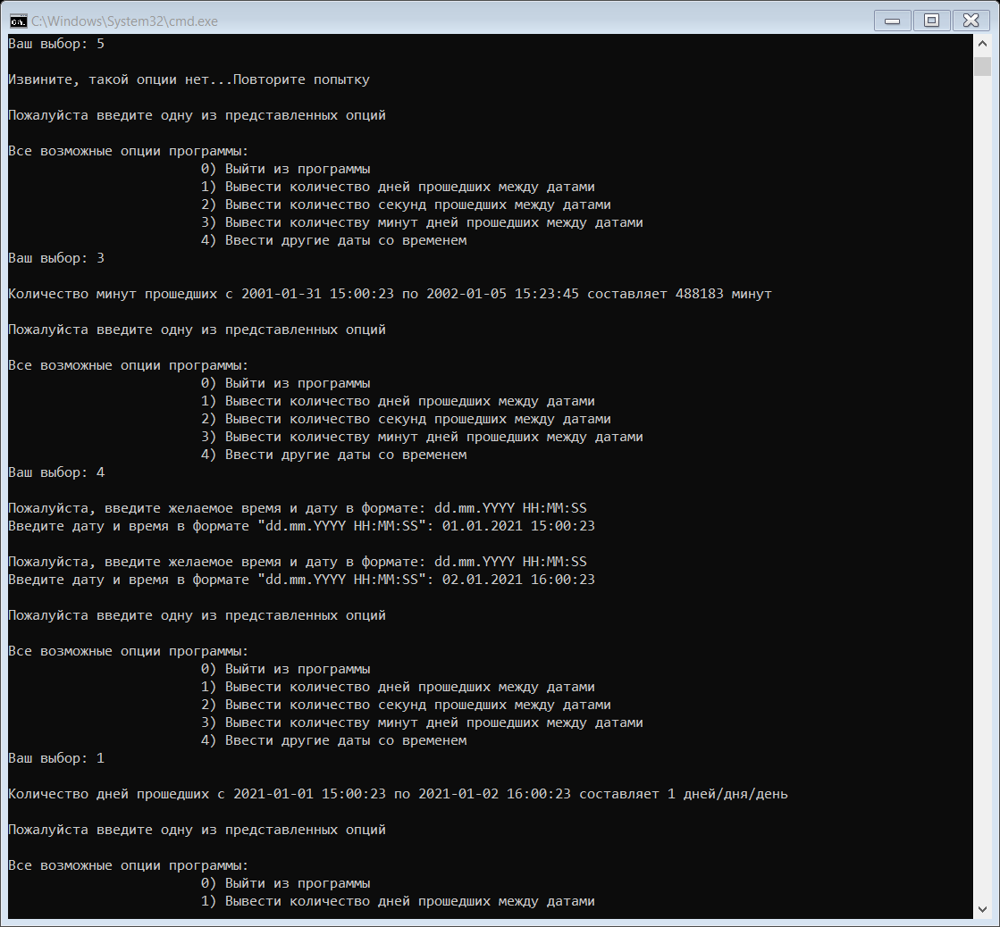 C:\Windows\System32\cmd.exe
Ваш выбор: 5
Извините, такой опции нет...Повторите попытку
Пожалуйста введите одну из представленных опций
Все возможные опции программы:
0) Выйти из программы
1) Вывести количество дней прошедших между датами
2) Вывести количество секунд прошедших между датами
3) Вывести количеству минут дней прошедших между датами
4) Ввести другие даты со временем
Ваш выбор: 3
Количество минут прошедших с 2001-01-31 15:00:23 по 2002-01-05 15:23:45 составляет 488183 минут
Пожалуйста введите одну из представленных опций
Все возможные опции программы:
0) Выйти из программы
1) Вывести количество дней прошедших между датами
2) Вывести количество секунд прошедших между датами
3) Вывести количеству минут дней прошедших между датами
4) Ввести другие даты со временем
Ваш выбор: 4
Пожалуйста, введите желаемое время и дату в формате: dd.mm.YYYY HH:MM:SS
Введите дату и время в формате "dd.mm.YYYY HH:MM:SS": 01.01.2021 15:00:23
Пожалуйста, введите желаемое время и дату в формате: dd.mm.YYYY HH:MM:SS
Введите дату и время в формате "dd.mm.YYYY HH:MM:SS": 02.01.2021 16:00:23
Пожалуйста введите одну из представленных опций
Все возможные опции программы:
0) Выйти из программы
1) Вывести количество дней прошедших между датами
2) Вывести количество секунд прошедших между датами
3) Вывести количеству минут дней прошедших между датами
4) Ввести другие даты со временем
Ваш выбор: 1
Количество дней прошедших с 2021-01-01 15:00:23 по 2021-01-02 16:00:23 составляет 1 дней/дня/день
Пожалуйста введите одну из представленных опций
Все возможные опции программы:
0) Выйти из программы
1) Вывести количество дней прошедших между датами